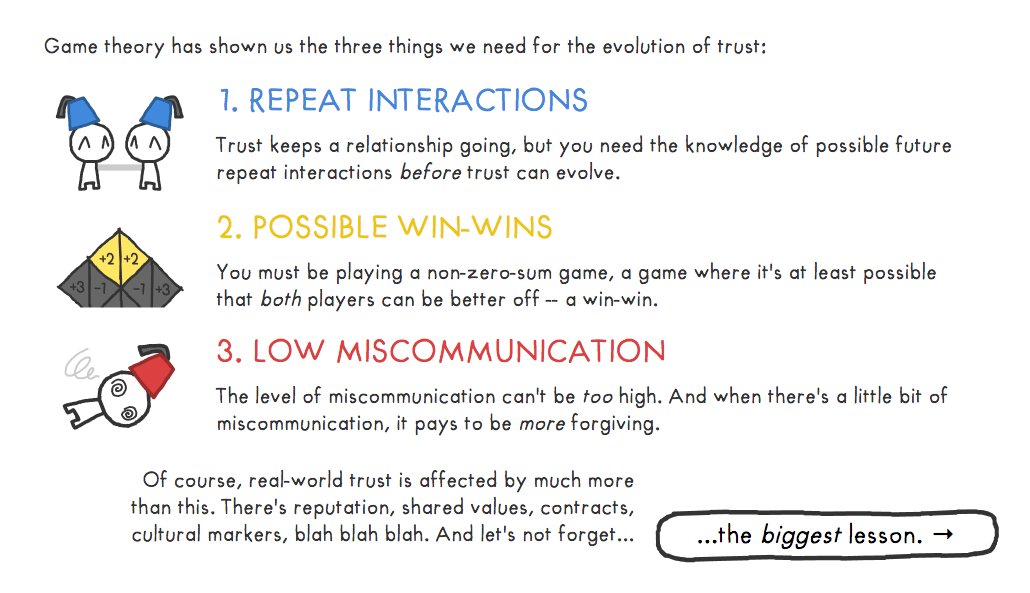 Game theory has shown us the three things we need for the evolution of trust:
1. REPEAT INTERACTIONS
Trust keeps a relationship going, but you need the knowledge of possible future
repeat interactions before trust can evolve.
2. POSSIBLE WIN-WINS
+2 +2
+3 -1 -1 +3
You must be playing a non-zero-sum game, a game where it's at least possible
that both players can be better off -- a win-win.
3. LOW MISCOMMUNICATION
The level of miscommunication can't be too high. And when there's a little bit of
miscommunication, it pays to be more forgiving.
Of course, real-world trust is affected by much more
than this. There's reputation, shared values, contracts,
cultural markers, blah blah blah. And let's not forget...
...the biggest lesson. →